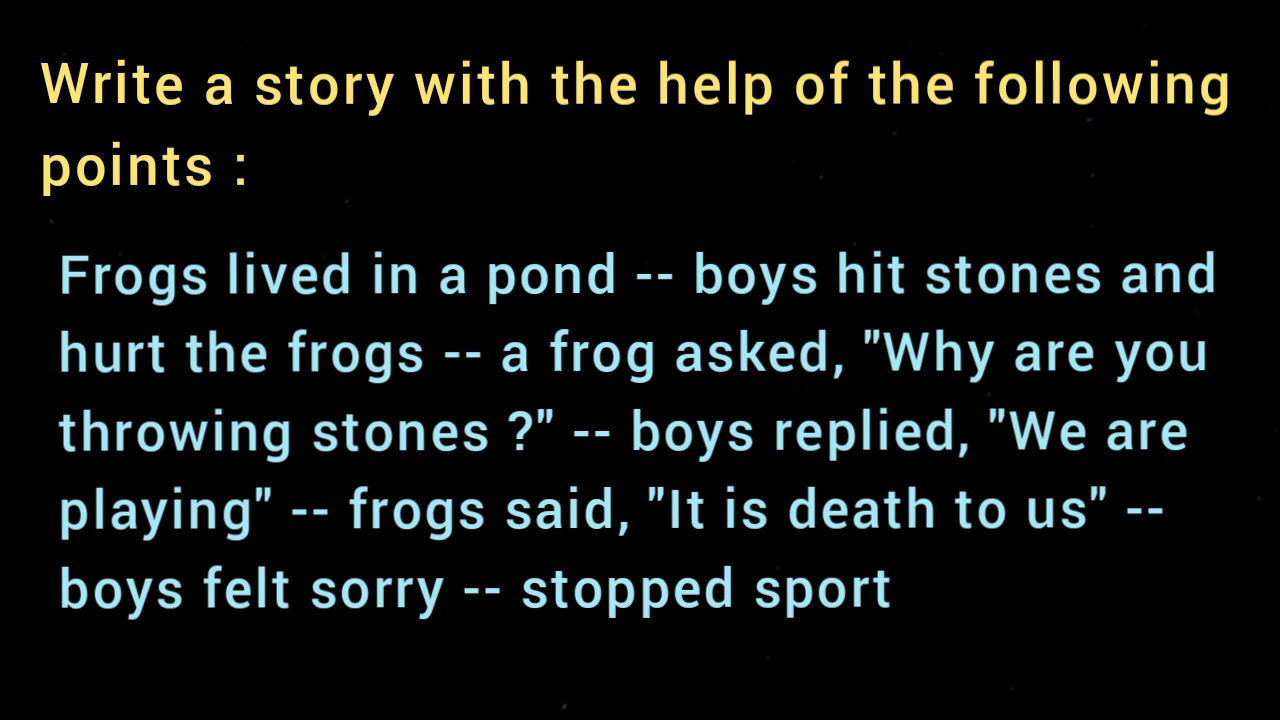 Write a story with the help of the following
points :
Frogs lived in a pond -- boys hit stones and
hurt the frogs -- a frog asked, "Why are you
throwing stones ?" -- boys replied, "We are
playing" -- frogs said, "It is death to us" --
boys felt sorry -- stopped sport